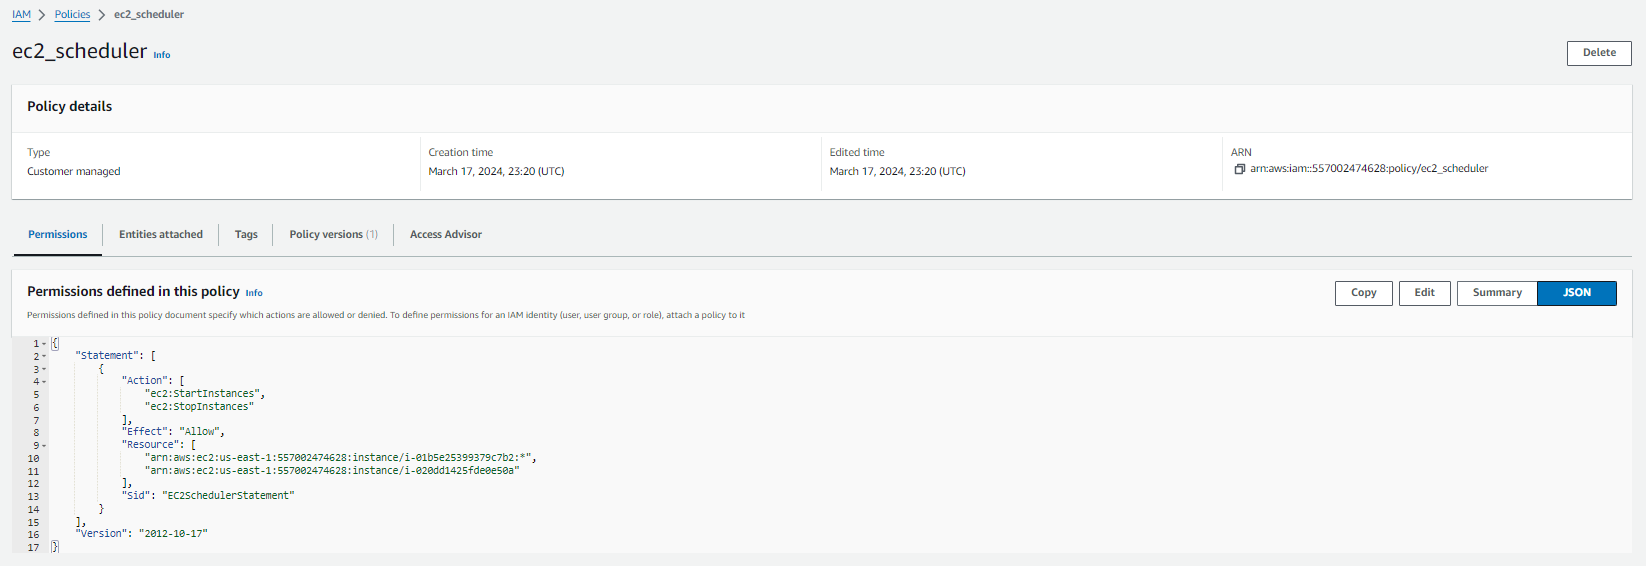 IAM > Policies > ec2_scheduler
ec2_scheduler Info
Delete
Policy details
Type
Customer managed
Creation time
March 17, 2024, 23:20 (UTC)
Edited time
March 17, 2024, 23:20 (UTC)
ARN
arn:aws:iam::557002474628:policy/ec2_scheduler
Permissions Entities attached Tags Policy versions (1) Access Advisor
Permissions defined in this policy Info
Copy Edit Summary JSON
Permissions defined in this policy document specify which actions are allowed or denied. To define permissions for an IAM identity (user, user group, or role), attach a policy to it
1 {
2 "Statement": [
3 {
4 "Action": [
5 "ec2:StartInstances",
6 "ec2:StopInstances"
7 ],
8 "Effect": "Allow",
9 "Resource": [
10 "arn:aws:ec2:us-east-1:557002474628:instance/i-01b5e25399379c7b2:*",
11 "arn:aws:ec2:us-east-1:557002474628:instance/i-020dd1425fde0e50a"
12 ],
13 "Sid": "EC2SchedulerStatement"
14 }
15 ],
16 "Version": "2012-10-17"
17 }